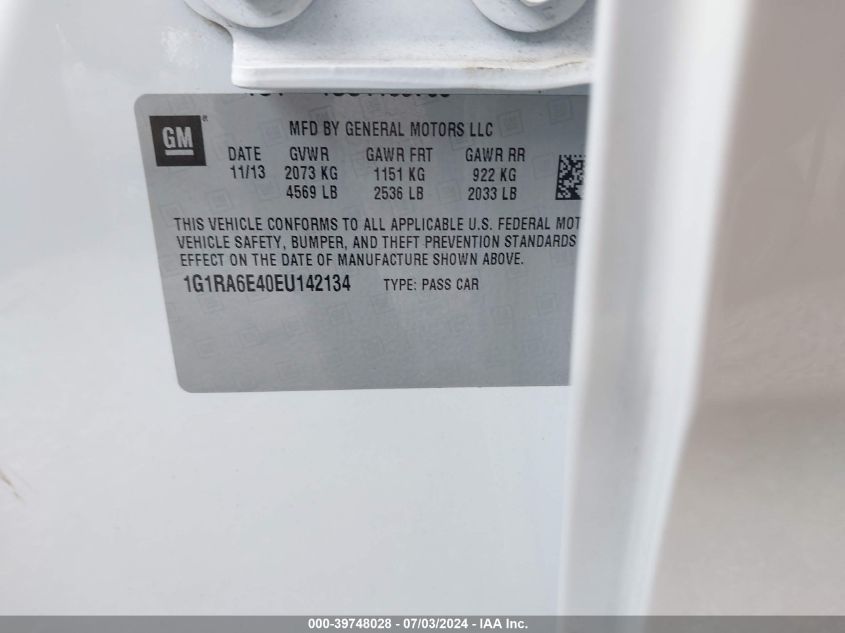 GM
MFD BY GENERAL MOTORS LLC
DATE GVWR GAWR FRT GAWR RR
11/13 2073 KG 1151 KG 922 KG
4569 LB 2536 LB 2033 LB
THIS VEHICLE CONFORMS TO ALL APPLICABLE U.S. FEDERAL MOT
VEHICLE SAFETY, BUMPER, AND THEFT PREVENTION STANDARDS
EFFECT ON THE DATE OF MANUFACTURE SHOWN ABOVE.
1G1RA6E40EU142134 TYPE: PASS CAR
000-39748028 - 07/03/2024 - IAA Inc.